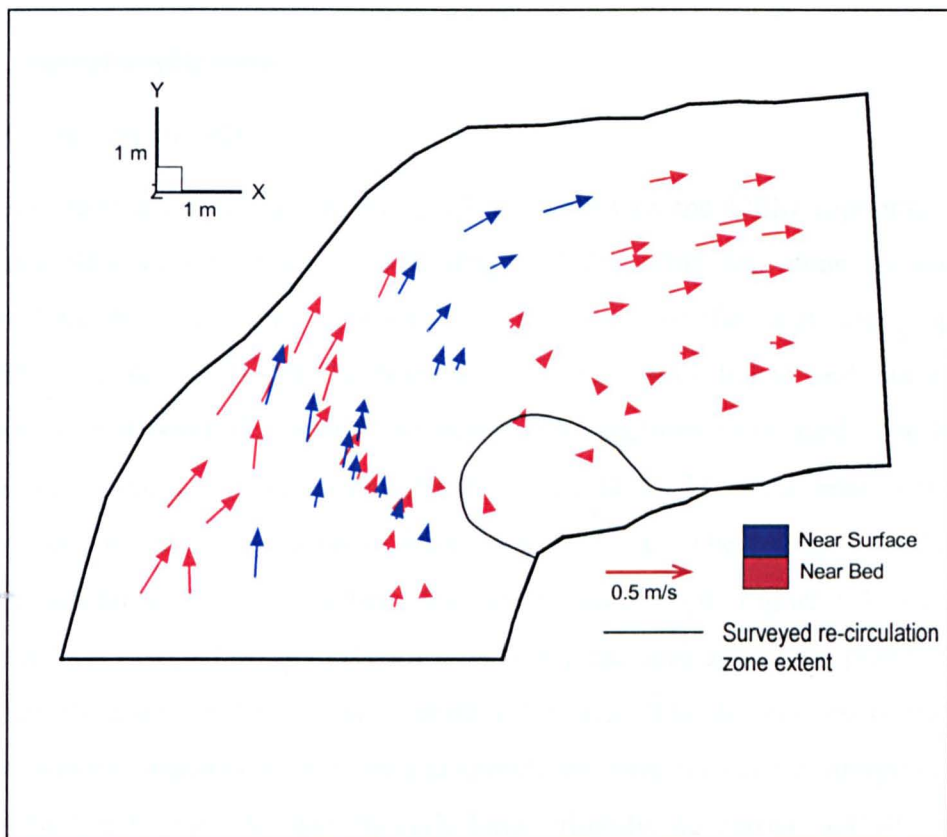 Y
1 m
Z
X
1 m
Near Surface
Near Bed
0.5 m/s
Surveyed re-circulation
zone extent